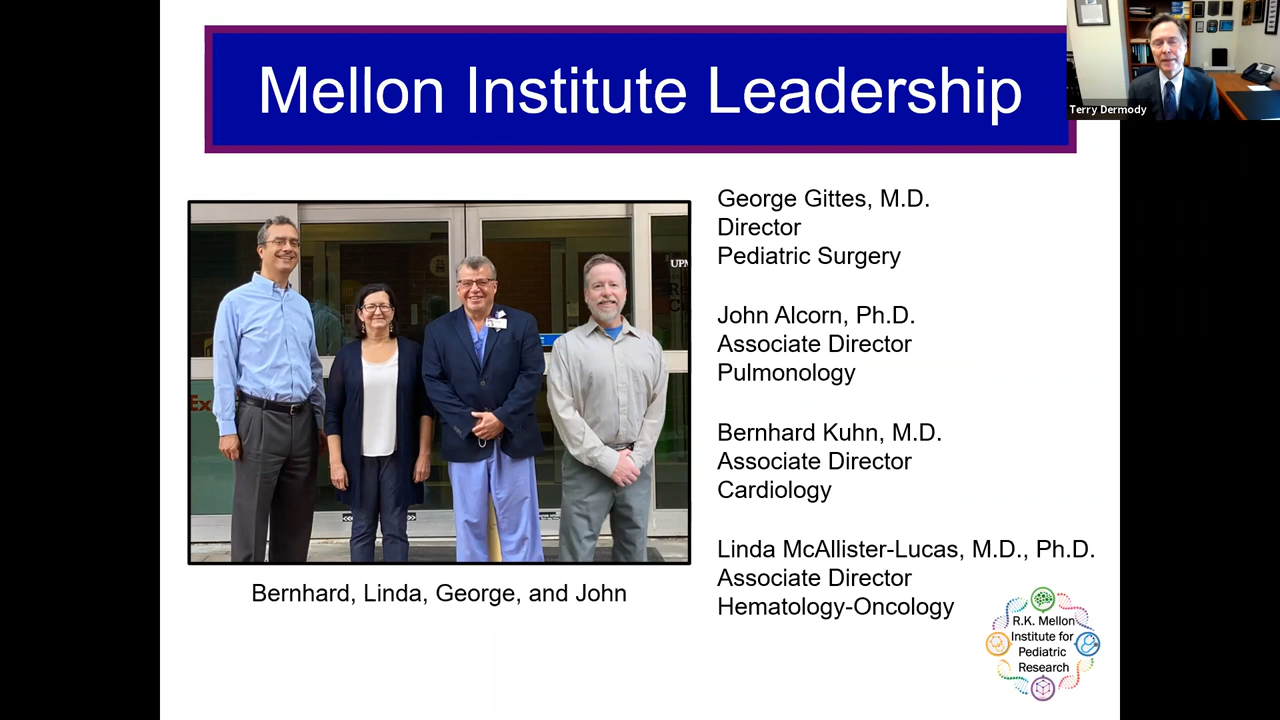 Mellon Institute Leadership
Terry Dermody
George Gittes, M.D.
Director
Pediatric Surgery
John Alcorn, Ph.D.
Associate Director
Pulmonology
Bernhard Kuhn, M.D.
Associate Director
Cardiology
Linda McAllister-Lucas, M.D., Ph.D.
Associate Director
Hematology-Oncology
UPM
Ex
Bernhard, Linda, George, and John
R.K. Mellon
Institute for
Pediatric
Research